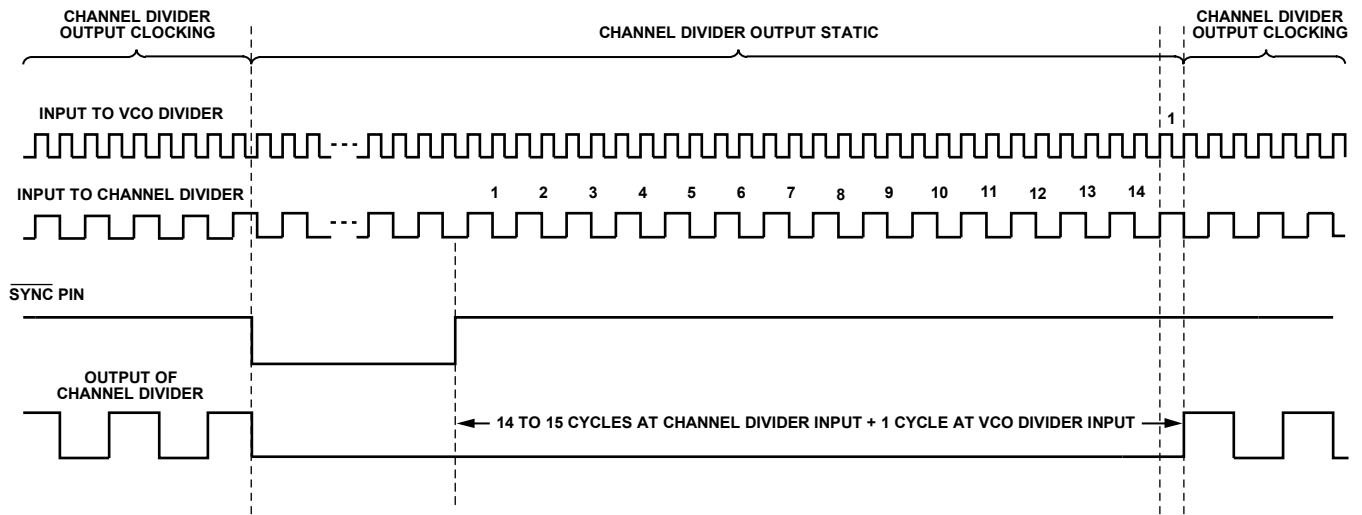 CHANNEL DIVIDER
OUTPUT CLOCKING
CHANNEL DIVIDER OUTPUT STATIC
CHANNEL DIVIDER
OUTPUT CLOCKING
INPUT TO VCO DIVIDER
1
INPUT TO CHANNEL DIVIDER
1 2 3 4 5 6 7 8 9 10 11 12 13 14
SYNC PIN
OUTPUT OF
CHANNEL DIVIDER
14 TO 15 CYCLES AT CHANNEL DIVIDER INPUT + 1 CYCLE AT VCO DIVIDER INPUT